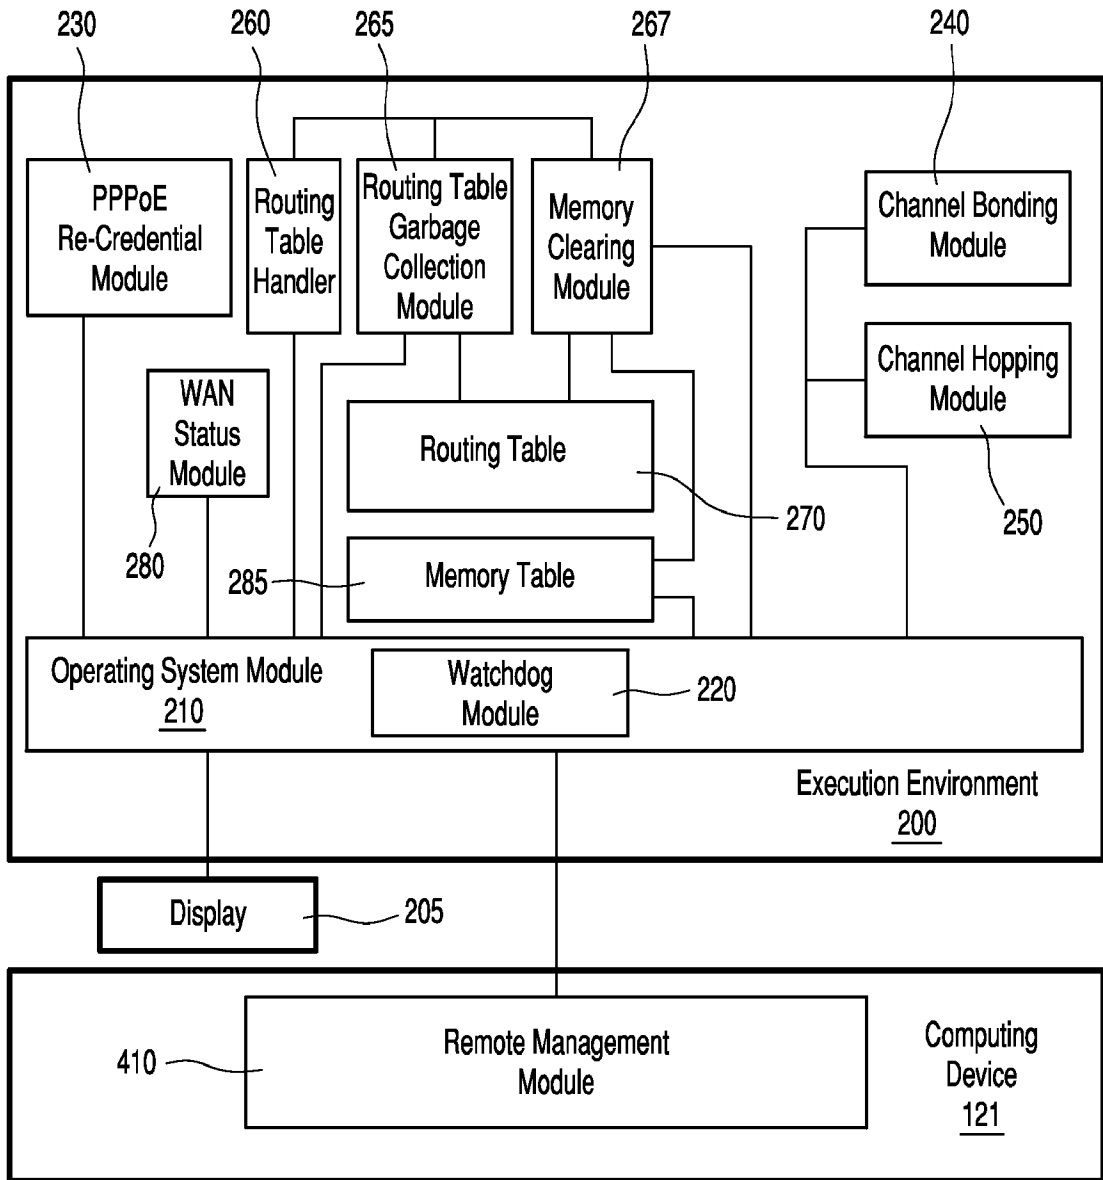 230
260
265
267
240
PPPoE
Re-Credential
Module
Routing
Table
Handler
Routing Table
Garbage
Collection
Module
Memory
Clearing
Module
Channel Bonding
Module
Channel Hopping
Module
WAN
Status
Module
Routing Table
270
250
280
285
Memory Table
Operating System Module
210
Watchdog
Module
220
Execution Environment
200
Display
205
410
Remote Management
Module
Computing
Device
121